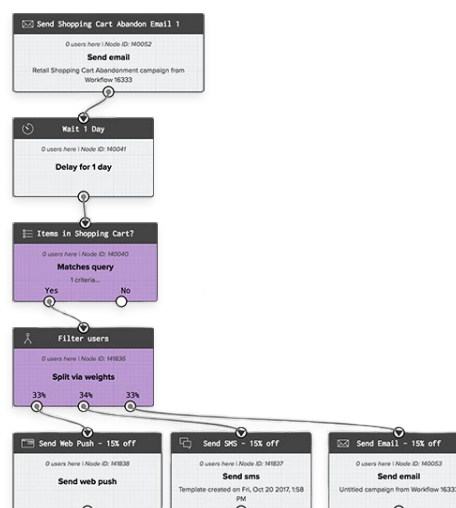 Send Shopping Cart Abandon Email 1
0 users here | Node ID: 140052
Send email
Retail Shopping Cart Abandonment campaign from
Workflow 16333
Wait 1 Day
0 users here | Node ID: 140041
Delay for 1 day
Items in Shopping Cart?
0 users here | Node ID: 140040
Matches query
1 criteria...
Yes No
Filter users
0 users here | Node ID: 141836
Split via weights
33% 34% 33%
Send Web Push - 15% off
0 users here | Node ID: 141838
Send web push
Send SMS - 15% off
0 users here | Node ID: 141837
Send sms
Template created on Fri, Oct 20 2017, 1:58
PM
Send Email - 15% off
0 users here | Node ID: 140053
Send email
Untitled campaign from Workflow 16333